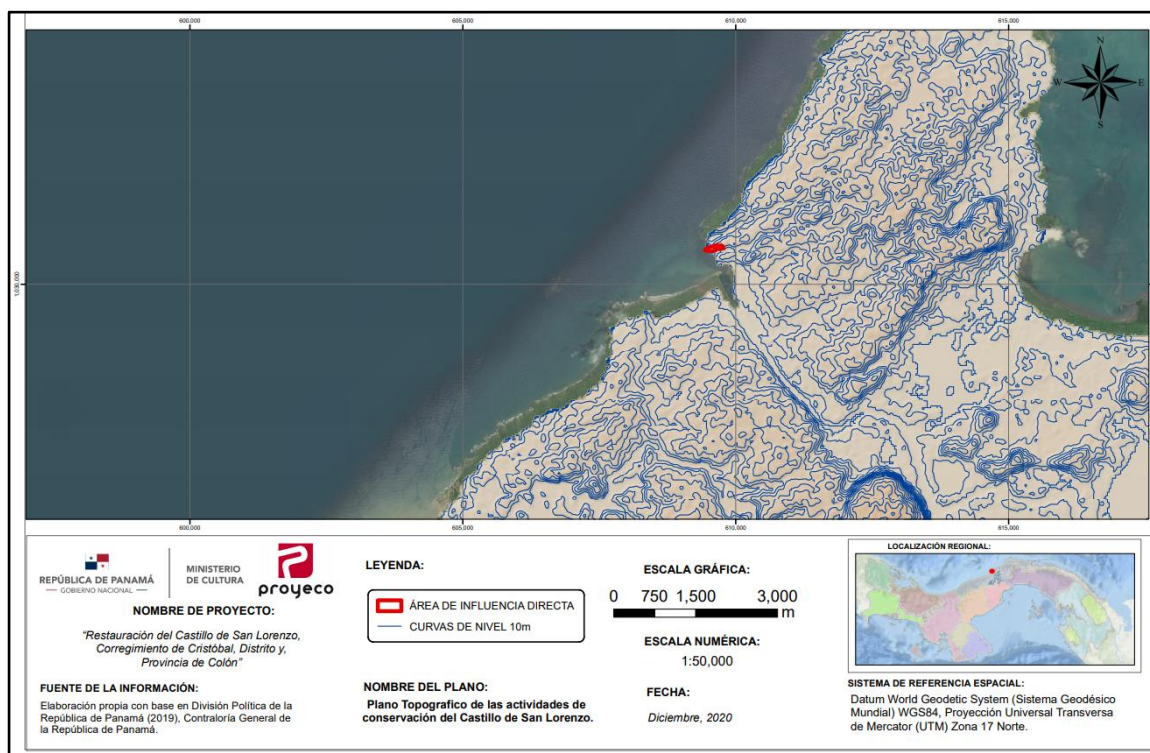 600,000
605,000
610,000
615,000
N
W
E
S
1,030,000
1,030,000
600,000
605,000
610,000
615,000
REPÚBLICA DE PANAMÁ
— GOBIERNO NACIONAL —
MINISTERIO
DE CULTURA
proyeco
NOMBRE DE PROYECTO:
"Restauración del Castillo de San Lorenzo,
Corregimiento de Cristóbal, Distrito y,
Provincia de Colón"
FUENTE DE LA INFORMACIÓN:
Elaboración propia con base en División Política de la
República de Panamá (2019), Contraloría General de
la República de Panamá.
LEYENDA:
ÁREA DE INFLUENCIA DIRECTA
CURVAS DE NIVEL 10m
NOMBRE DEL PLANO:
Plano Topografico de las actividades de
conservación del Castillo de San Lorenzo.
ESCALA GRÁFICA:
0 750 1,500 3,000
m
ESCALA NUMÉRICA:
1:50,000
FECHA:
Diciembre, 2020
LOCALIZACIÓN REGIONAL:
SISTEMA DE REFERENCIA ESPACIAL:
Datum World Geodetic System (Sistema Geodésico
Mundial) WGS84, Proyección Universal Transversa
de Mercator (UTM) Zona 17 Norte.